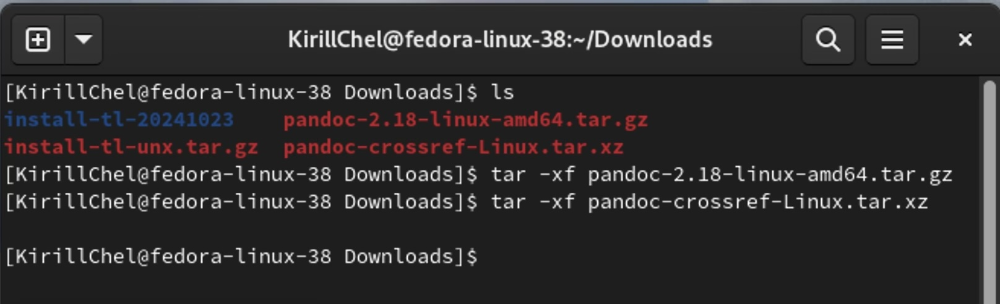 KirillChel@fedora-linux-38:~/Downloads
[KirillChel@fedora-linux-38 Downloads]$ ls
install-tl-20241023    pandoc-2.18-linux-amd64.tar.gz
install-tl-unx.tar.gz  pandoc-crossref-Linux.tar.xz
[KirillChel@fedora-linux-38 Downloads]$ tar -xf pandoc-2.18-linux-amd64.tar.gz
[KirillChel@fedora-linux-38 Downloads]$ tar -xf pandoc-crossref-Linux.tar.xz
[KirillChel@fedora-linux-38 Downloads]$